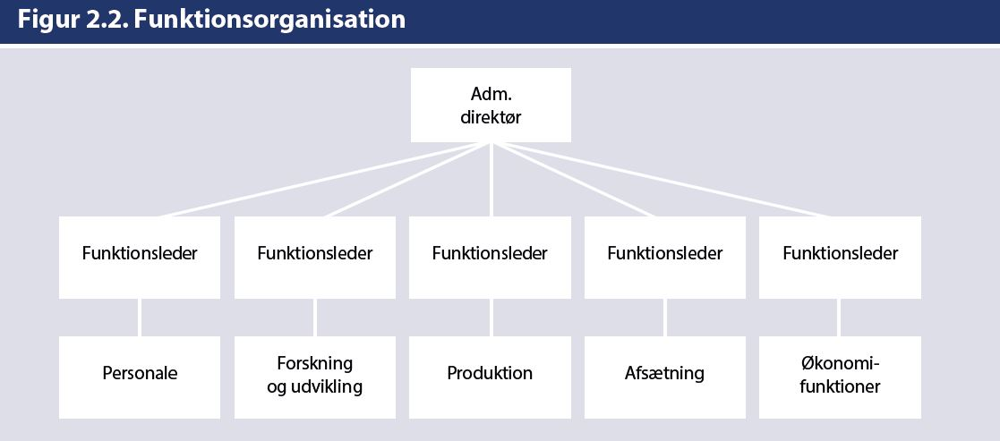 Figur 2.2. Funktionsorganisation
Adm.
direktør
Funktionsleder
Funktionsleder
Funktionsleder
Funktionsleder
Funktionsleder
Personale
Forskning
og udvikling
Produktion
Afsætning
Økonomi-
funktioner